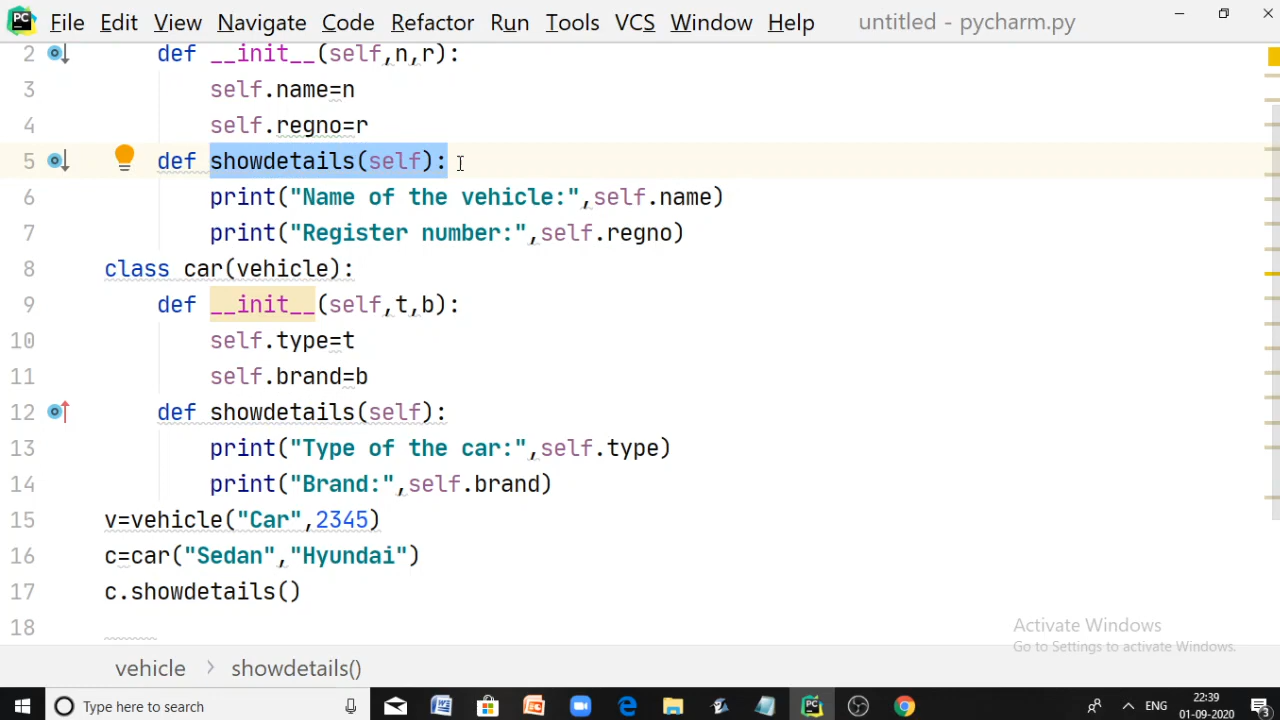 PC File Edit View Navigate Code Refactor Run Tools VCS Window Help untitled - pycharm.py
2 def __init__(self,n,r):
3 self.name=n
4 self.regno=r
5 def showdetails(self):
6 print("Name of the vehicle:",self.name)
7 print("Register number:",self.regno)
8 class car(vehicle):
9 def __init__(self,t,b):
10 self.type=t
11 self.brand=b
12 def showdetails(self):
13 print("Type of the car:",self.type)
14 print("Brand:",self.brand)
15 v=vehicle("Car",2345)
16 c=car("Sedan","Hyundai")
17 c.showdetails()
18
Activate Windows
Go to Settings to activate Windows.
vehicle > showdetails()
Type here to search
ENG
22:39
01-09-2020
3